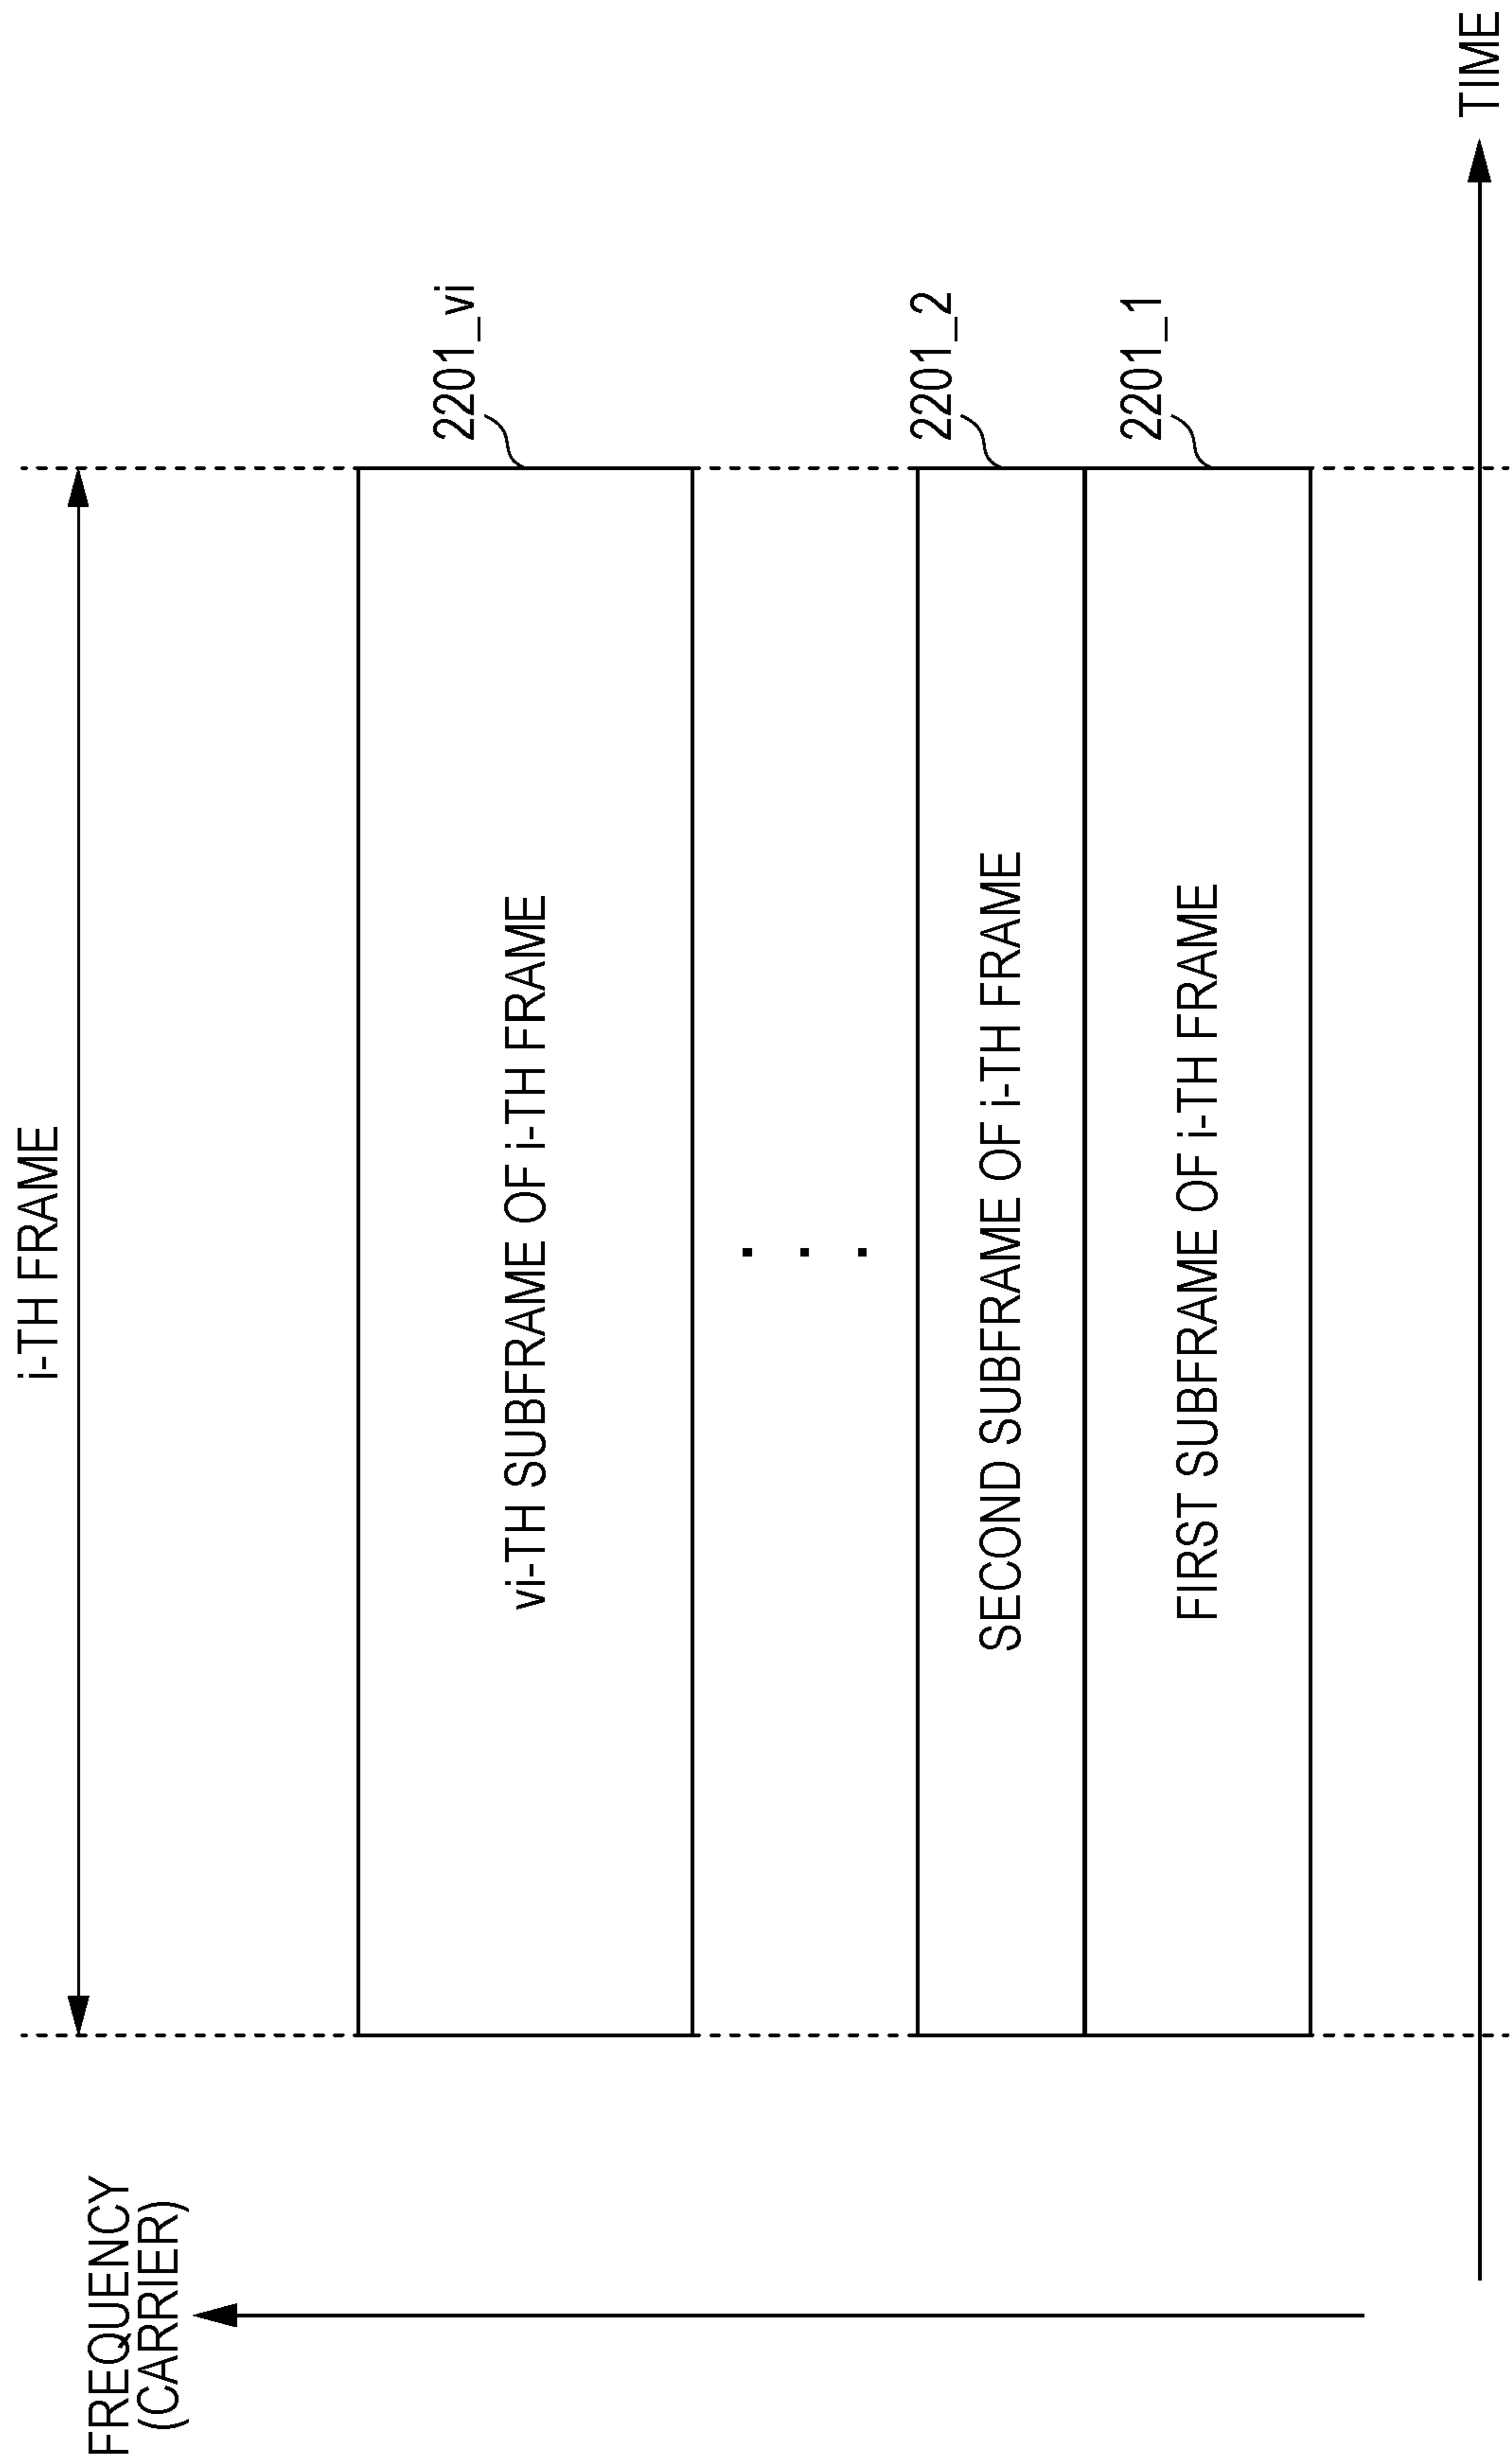 i-TH FRAME
FREQUENCY
(CARRIER)
vi-TH SUBFRAME OF i-TH FRAME
2201_vi
. . .
SECOND SUBFRAME OF i-TH FRAME
2201_2
FIRST SUBFRAME OF i-TH FRAME
2201_1
TIME